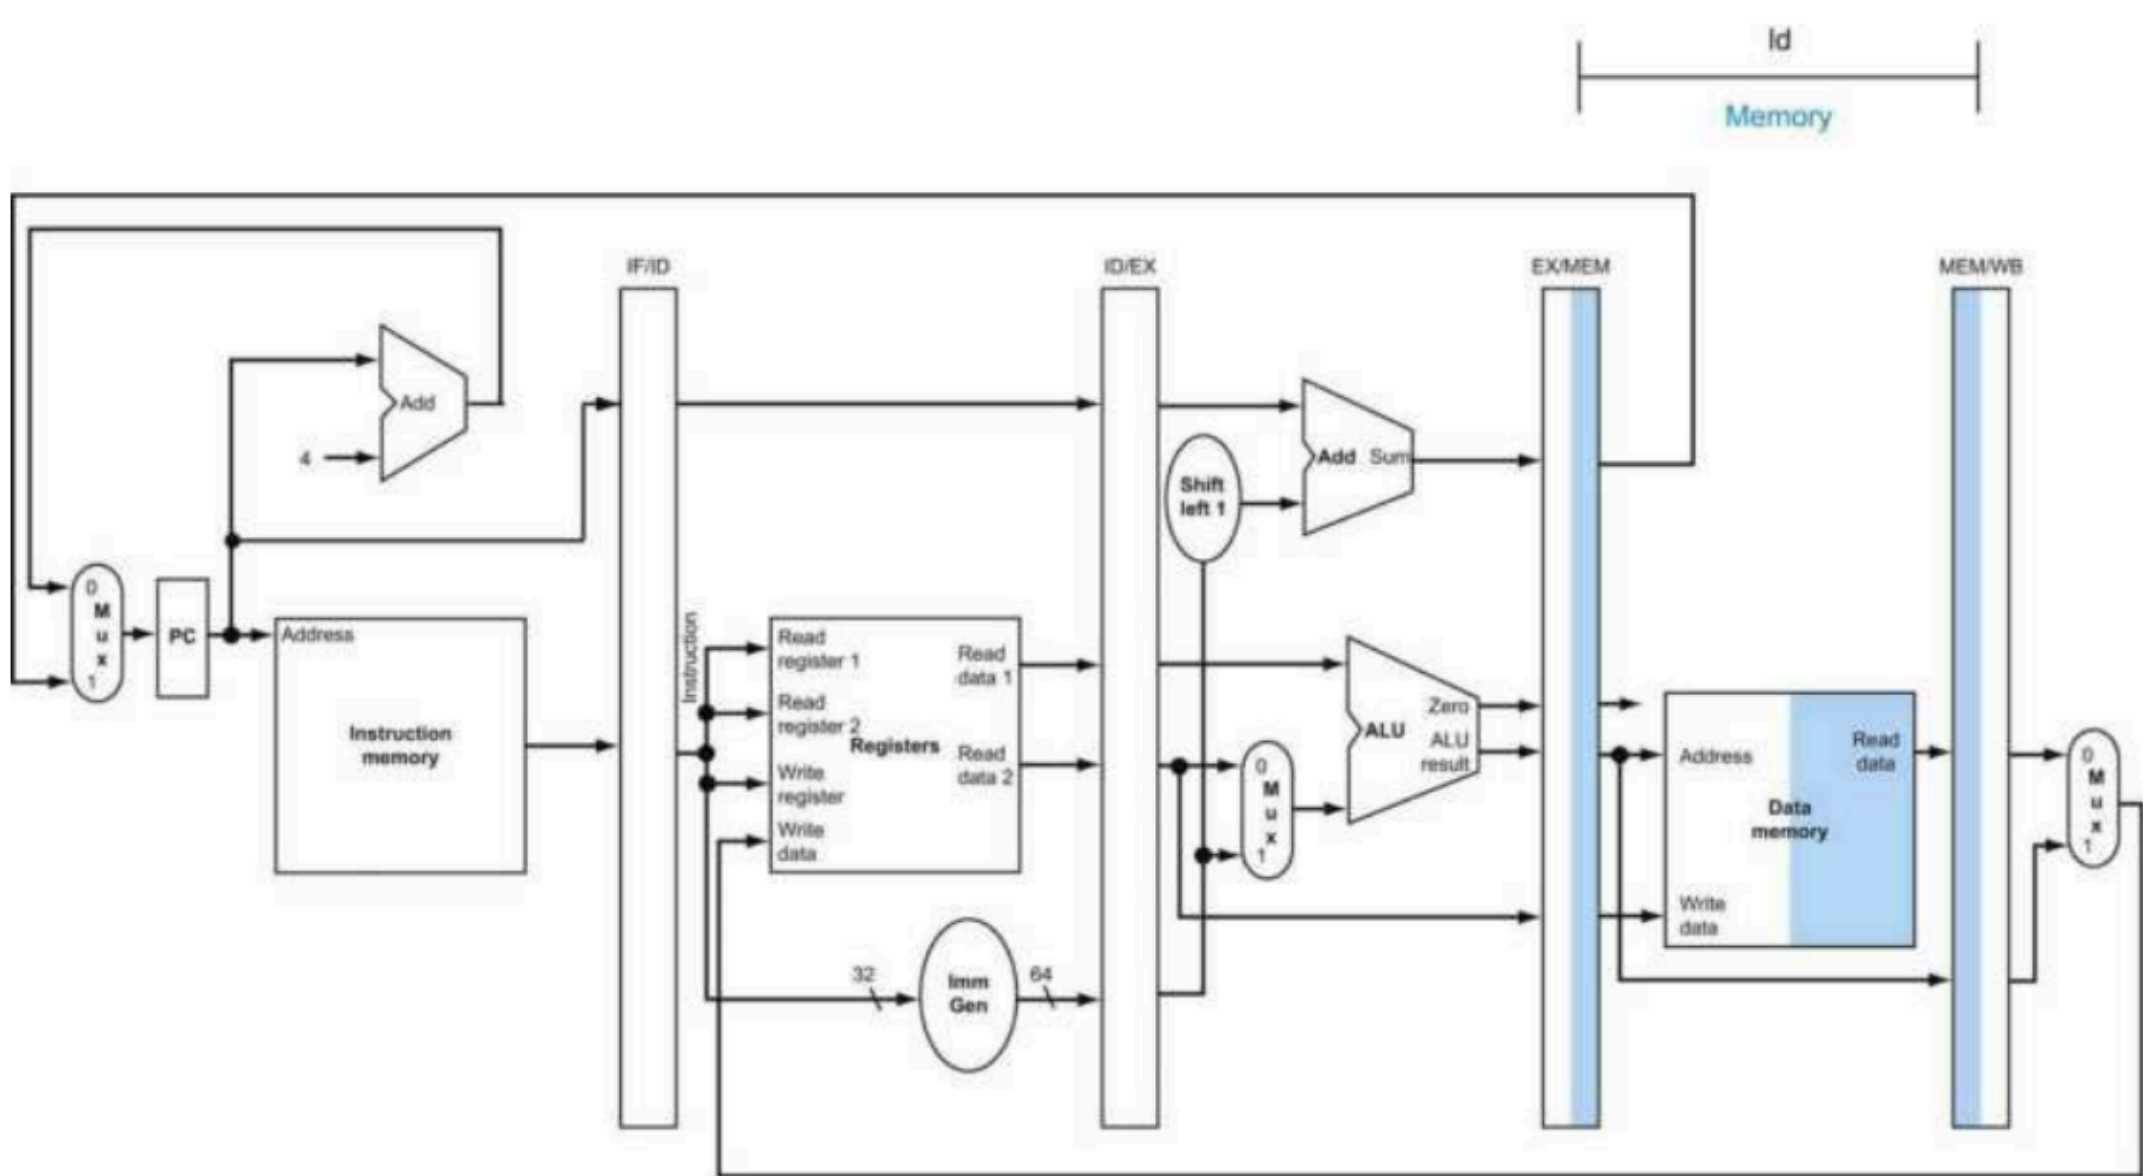 ld
Memory
IF/ID
ID/EX
EX/MEM
MEM/WB
Add
4
Add Sum
Shift
left 1
0
M
u
x
1
PC
Address
Instruction
memory
Instruction
Read
register 1
Read
register 2
Write
register
Write
data
Registers
Read
data 1
Read
data 2
32
Imm
Gen
64
0
M
u
x
1
Zero
ALU
ALU
result
Address
Read
data
Data
memory
Write
data
0
M
u
x
1